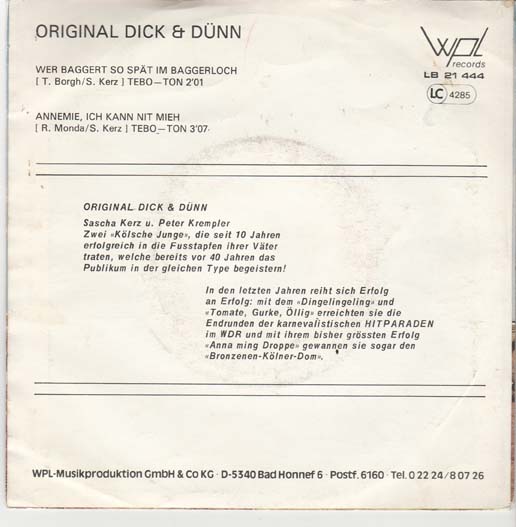 ORIGINAL DICK & DÜNN
wpl
records
LB 21 444
LC 4285
WER BAGGERT SO SPÄT IM BAGGERLOCH
[ T. Borgh/S. Kerz ] TEBO—TON 2'01
ANNEMIE, ICH KANN NIT MIEH
[ R. Monda/S. Kerz ] TEBO—TON 3'07
ORIGINAL DICK & DÜNN
Sascha Kerz u. Peter Krempler
Zwei «Kölsche Junge», die seit 10 Jahren
erfolgreich in die Fusstapfen ihrer Väter
traten, welche bereits vor 40 Jahren das
Publikum in der gleichen Type begeistern!
In den letzten Jahren reiht sich Erfolg
an Erfolg: mit dem «Dingelingeling» und
«Tomate, Gurke, Öllig» erreichten sie die
Endrunden der karnevalistischen HITPARADEN
im WDR und mit ihrem bisher grössten Erfolg
«Anna ming Droppe» gewannen sie sogar den
«Bronzenen-Kölner-Dom».
WPL-Musikproduktion GmbH & Co KG · D-5340 Bad Honnef 6 · Postf. 6160 · Tel. 0 22 24/8 07 26